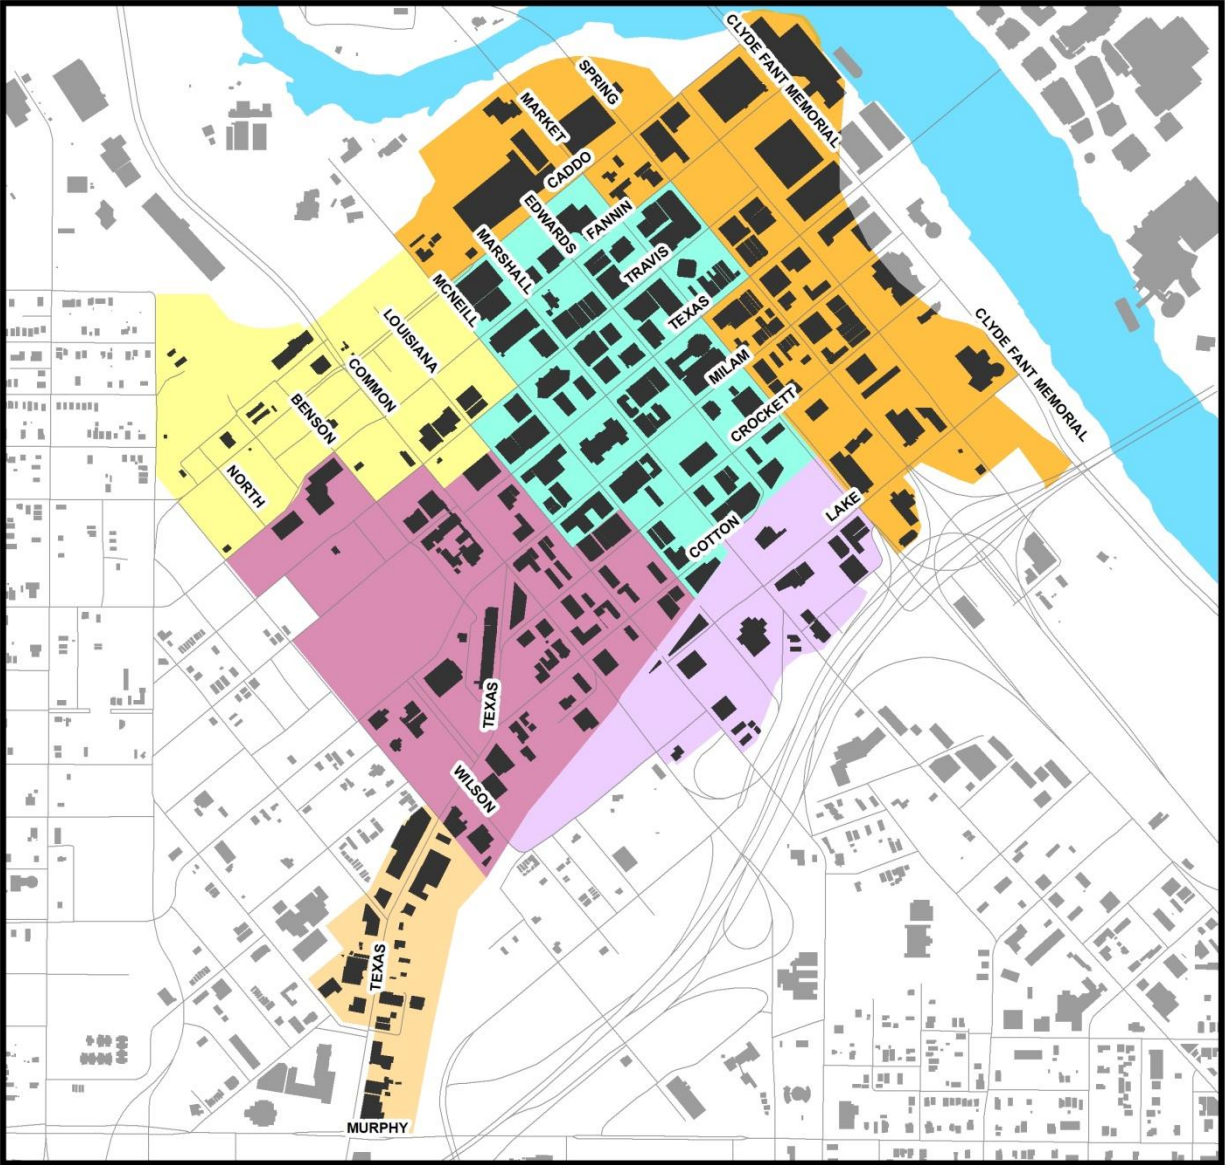 CLYDE FANT MEMORIAL
SPRING
MARKET
CADDO
EDWARDS
FANNIN
MARSHALL
TRAVIS
MCNEILL
TEXAS
LOUISIANA
COMMON
MILAM
CLYDE FANT MEMORIAL
BENSON
CROCKETT
NORTH
LAKE
COTTON
TEXAS
WILSON
TEXAS
MURPHY